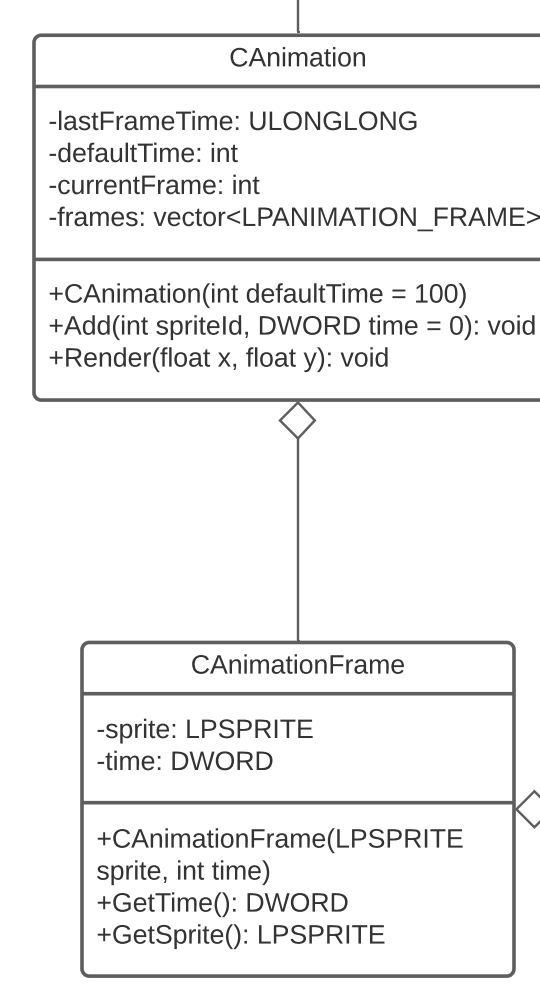 CAnimation
-lastFrameTime: ULONGLONG
-defaultTime: int
-currentFrame: int
-frames: vector<LPANIMATION_FRAME>
+CAnimation(int defaultTime = 100)
+Add(int spriteId, DWORD time = 0): void
+Render(float x, float y): void
CAnimationFrame
-sprite: LPSPRITE
-time: DWORD
+CAnimationFrame(LPSPRITE
sprite, int time)
+GetTime(): DWORD
+GetSprite(): LPSPRITE